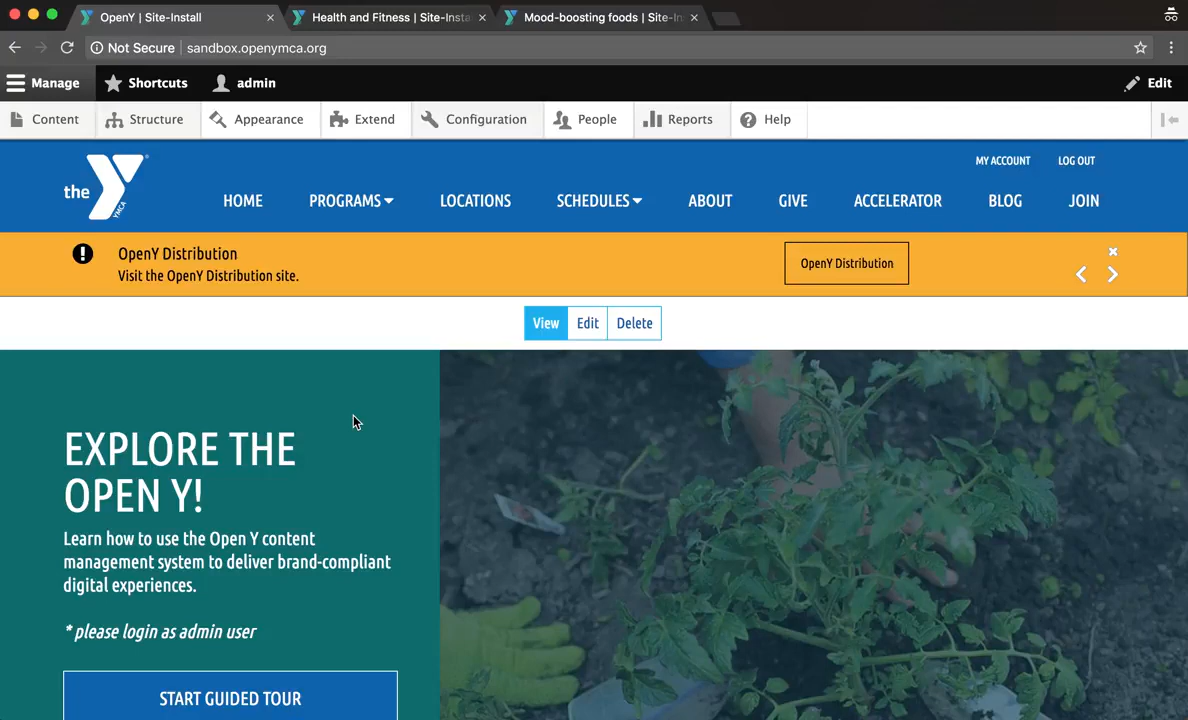 OpenY | Site-Install
Health and Fitness | Site-Insta
Mood-boosting foods | Site-In
Not Secure sandbox.openymca.org
Manage Shortcuts admin Edit
Content Structure Appearance Extend Configuration People Reports Help
MY ACCOUNT LOG OUT
the Y YMCA
HOME PROGRAMS LOCATIONS SCHEDULES ABOUT GIVE ACCELERATOR BLOG JOIN
OpenY Distribution
Visit the OpenY Distribution site.
OpenY Distribution
View Edit Delete
EXPLORE THE
OPEN Y!
Learn how to use the Open Y content
management system to deliver brand-compliant
digital experiences.
* please login as admin user
START GUIDED TOUR